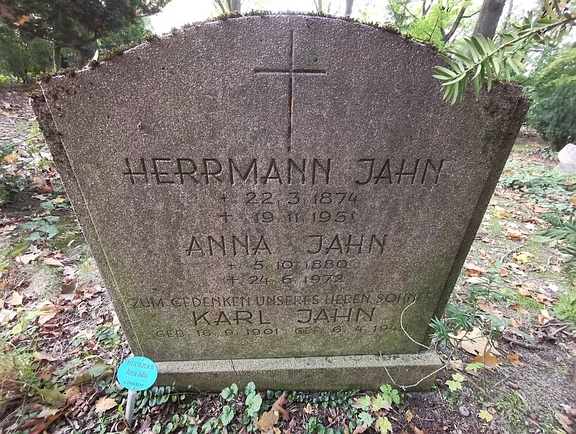 HERRMANN JAHN
+ 22. 3. 1874
+ 19. 11. 1951
ANNA JAHN
+ 5. 10. 1880
+ 24. 6. 1972
ZUM GEDENKEN UNSERES LIEBEN SOHNES
KARL JAHN
GEB. 16. 9. 1901 GEF. 6. 4.